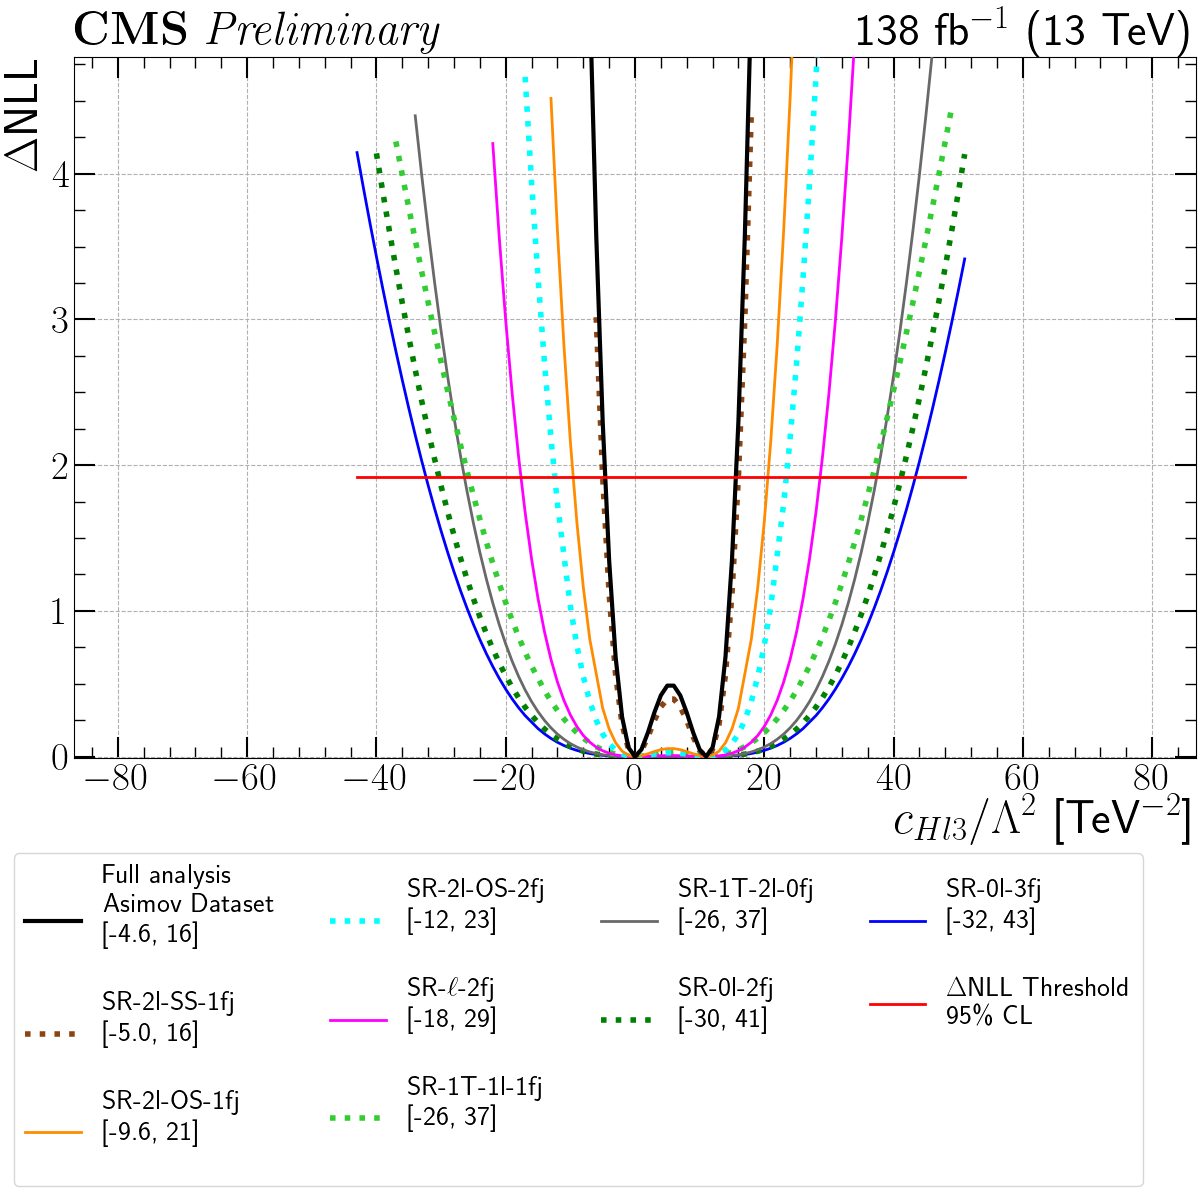 CMS Preliminary 138 fb⁻¹ (13 TeV)
ΔNLL
4
3
2
1
0
−80 −60 −40 −20 0 20 40 60 80
c_{Hl3}/Λ² [TeV⁻²]
Full analysis
Asimov Dataset
[-4.6, 16]
SR-2l-SS-1fj
[-5.0, 16]
SR-2l-OS-1fj
[-9.6, 21]
SR-2l-OS-2fj
[-12, 23]
SR-ℓ-2fj
[-18, 29]
SR-1T-1l-1fj
[-26, 37]
SR-1T-2l-0fj
[-26, 37]
SR-0l-2fj
[-30, 41]
SR-0l-3fj
[-32, 43]
ΔNLL Threshold
95% CL